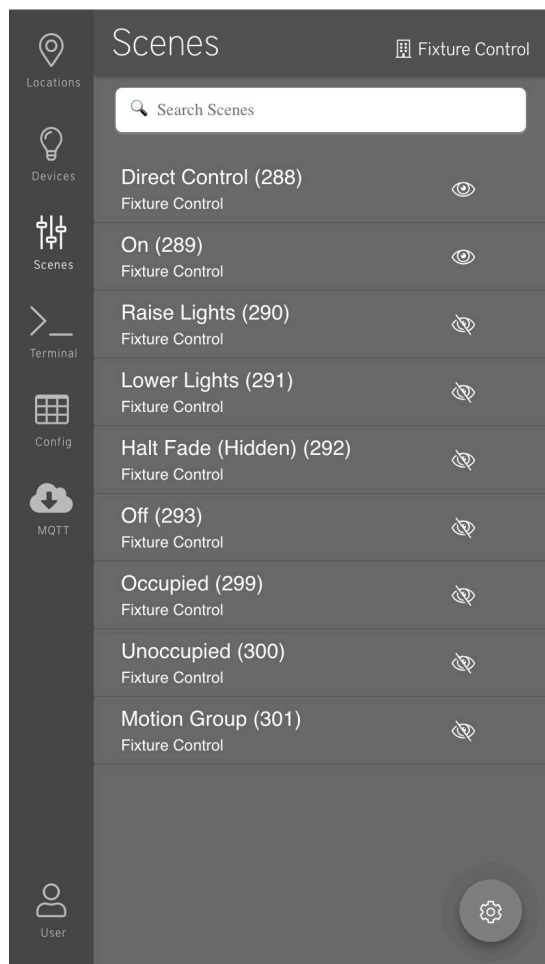 Scenes
Fixture Control
Locations
Devices
Scenes
Terminal
Config
MQTT
User
Search Scenes
Direct Control (288)
Fixture Control
On (289)
Fixture Control
Raise Lights (290)
Fixture Control
Lower Lights (291)
Fixture Control
Halt Fade (Hidden) (292)
Fixture Control
Off (293)
Fixture Control
Occupied (299)
Fixture Control
Unoccupied (300)
Fixture Control
Motion Group (301)
Fixture Control